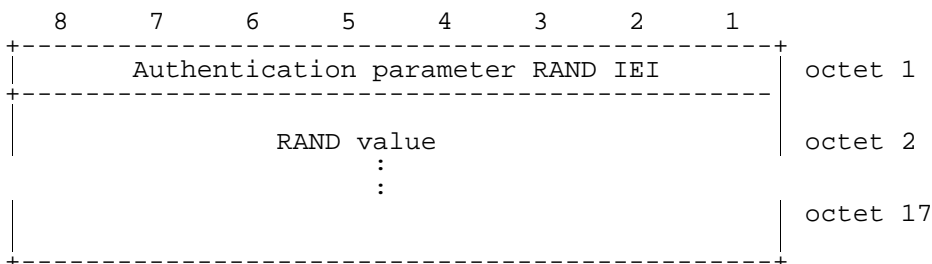 8 7 6 5 4 3 2 1
+-----------------------------------------------+
| Authentication parameter RAND IEI | octet 1
+-----------------------------------------------
| RAND value | octet 2
:
:
| | octet 17
+-----------------------------------------------+